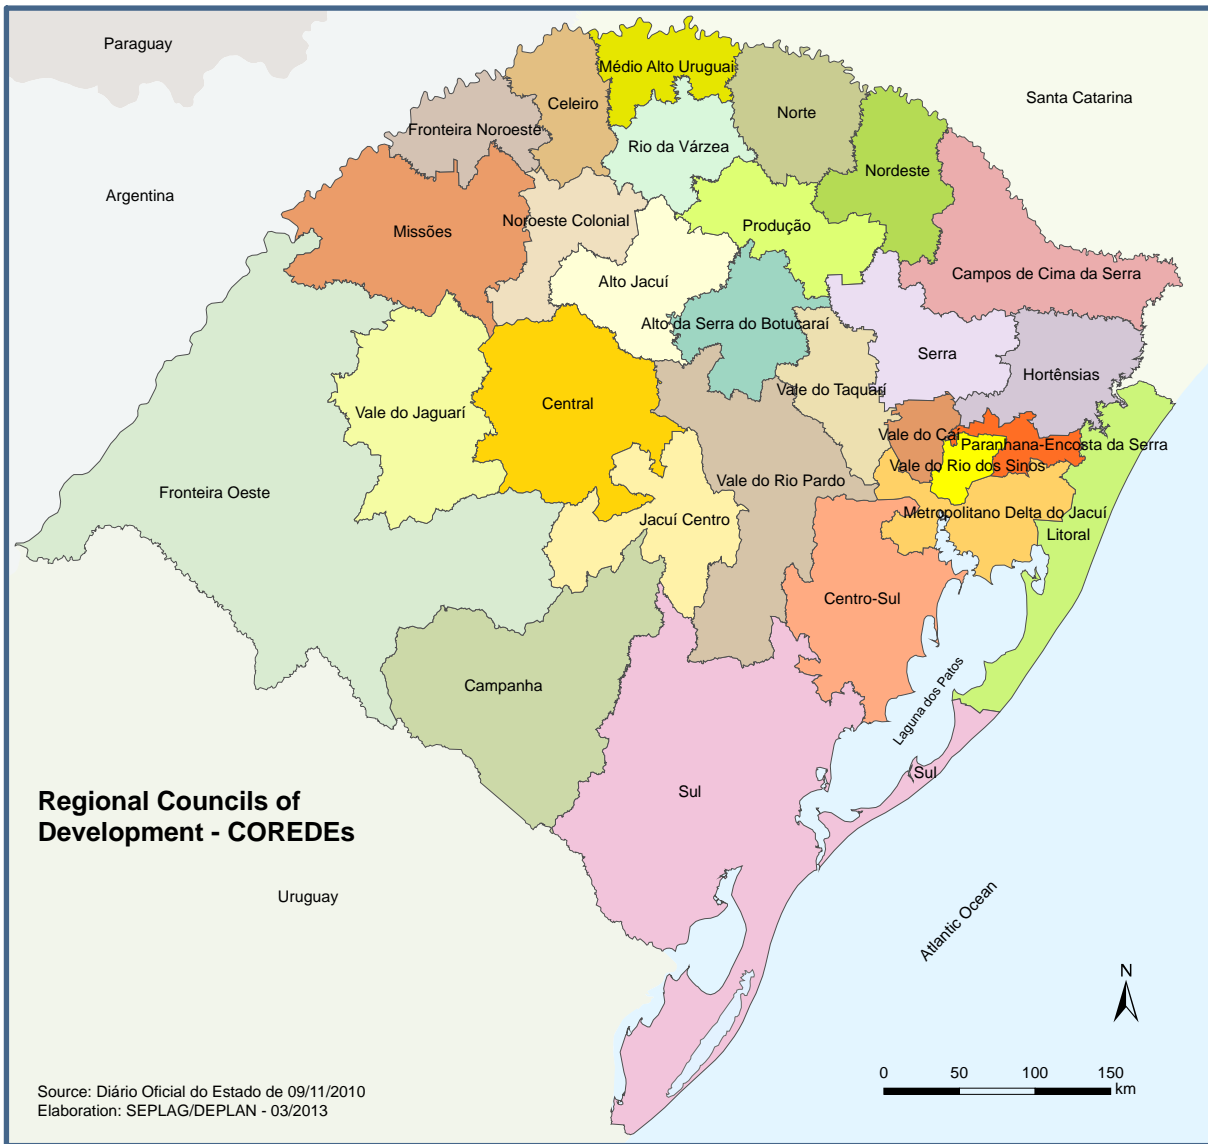 Paraguay
Médio Alto Uruguai
Celeiro
Santa Catarina
Norte
Fronteira Noroeste
Rio da Várzea
Nordeste
Argentina
Noroeste Colonial
Produção
Missões
Campos de Cima da Serra
Alto Jacuí
Alto da Serra do Botucaraí
Serra
Hortênsias
Vale do Taquari
Central
Vale do Jaguarí
Vale do Caí
Paranhana-Encosta da Serra
Vale do Rio dos Sinos
Vale do Rio Pardo
Fronteira Oeste
Metropolitano Delta do Jacuí
Jacuí Centro
Litoral
Centro-Sul
Campanha
Laguna dos Patos
Sul
Sul
Regional Councils of
Development - COREDEs
Uruguay
Atlantic Ocean
N
0 50 100 150
km
Source: Diário Oficial do Estado de 09/11/2010
Elaboration: SEPLAG/DEPLAN - 03/2013